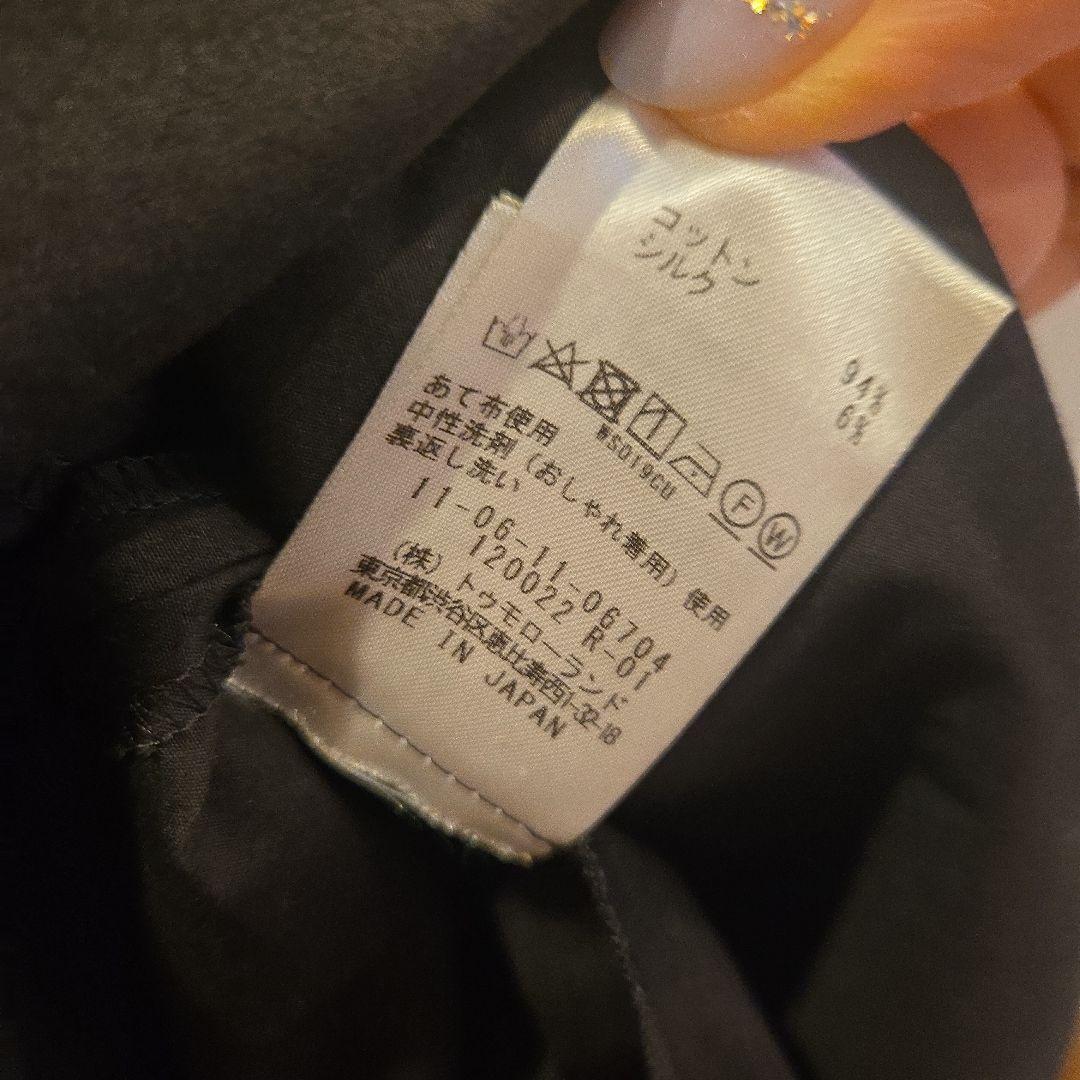 コットン 94%
シルク 6%
F W
WS019CU
あて布使用
中性洗剤（おしゃれ着用）使用
裏返し洗い
11-06-11-06704
120022 R-01
（株）トウモローランド
東京都渋谷区恵比寿西1-32-18
MADE IN JAPAN